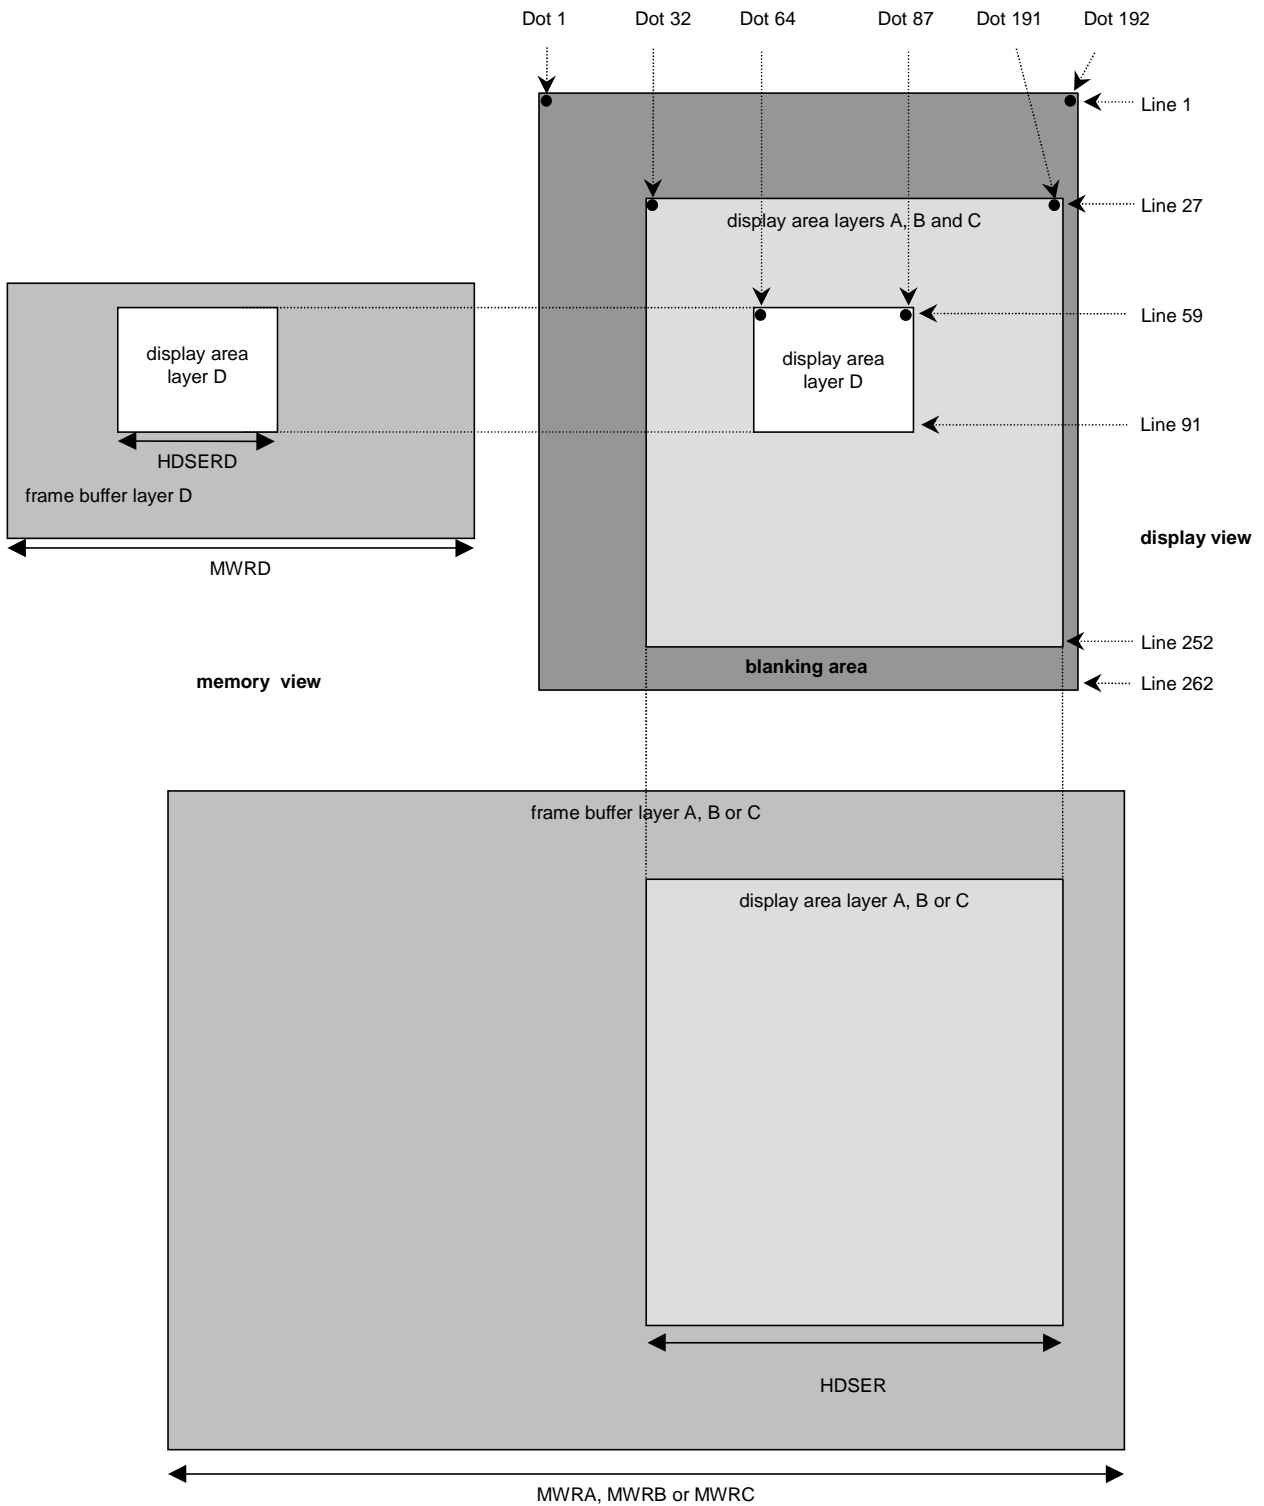 Dot 1
Dot 32
Dot 64
Dot 87
Dot 191
Dot 192
Line 1
Line 27
display area layers A, B and C
Line 59
display area
layer D
display area
layer D
Line 91
HDSERD
frame buffer layer D
display view
MWRD
Line 252
blanking area
memory view
Line 262
frame buffer layer A, B or C
display area layer A, B or C
HDSER
MWRA, MWRB or MWRC